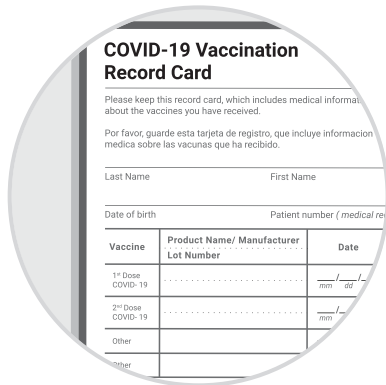 COVID-19 Vaccination
Record Card
Please keep this record card, which includes medical
about the vaccines you have received.
Por favor, guarde esta tarjeta de registro, que incluye informacion
medica sobre las vacunas que ha recibido.
Last Name First Name
Date of birth Patient number ( medical
Vaccine Product Name/ Manufacturer Date
Lot Number
1st Dose
COVID- 19
mm / dd /
2nd Dose
COVID- 19
mm /
Other
Other